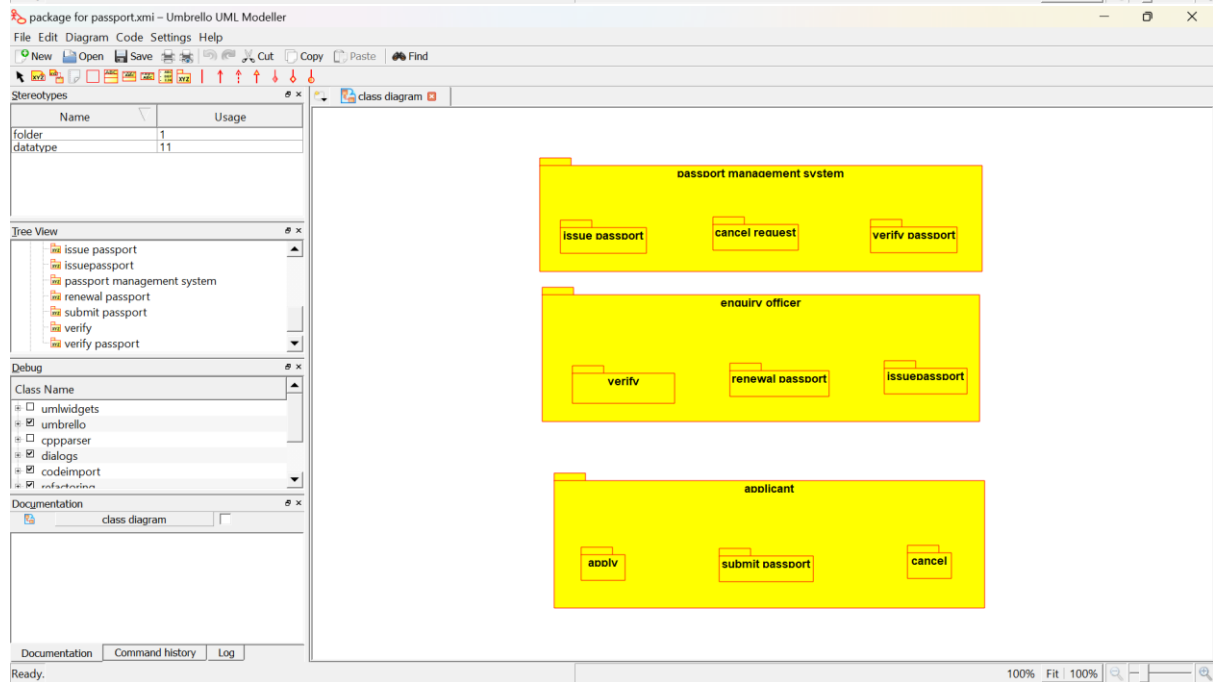 package for passport.xmi – Umbrello UML Modeller
File Edit Diagram Code Settings Help
New Open Save Cut Copy Paste Find
Stereotypes
class diagram
Name Usage
folder 1
datatype 11
Tree View
issue passport
issuepassport
passport management system
renewal passport
submit passport
verify
verify passport
Debug
Class Name
umlwidgets
umbrello
cppparser
dialogs
codeimport
refactoring
Documentation
class diagram
Documentation Command history Log
Ready.
passport management system
issue passport cancel request verify passport
enquiry officer
verify renewal passport issuepassport
applicant
apply submit passport cancel
100% Fit 100%